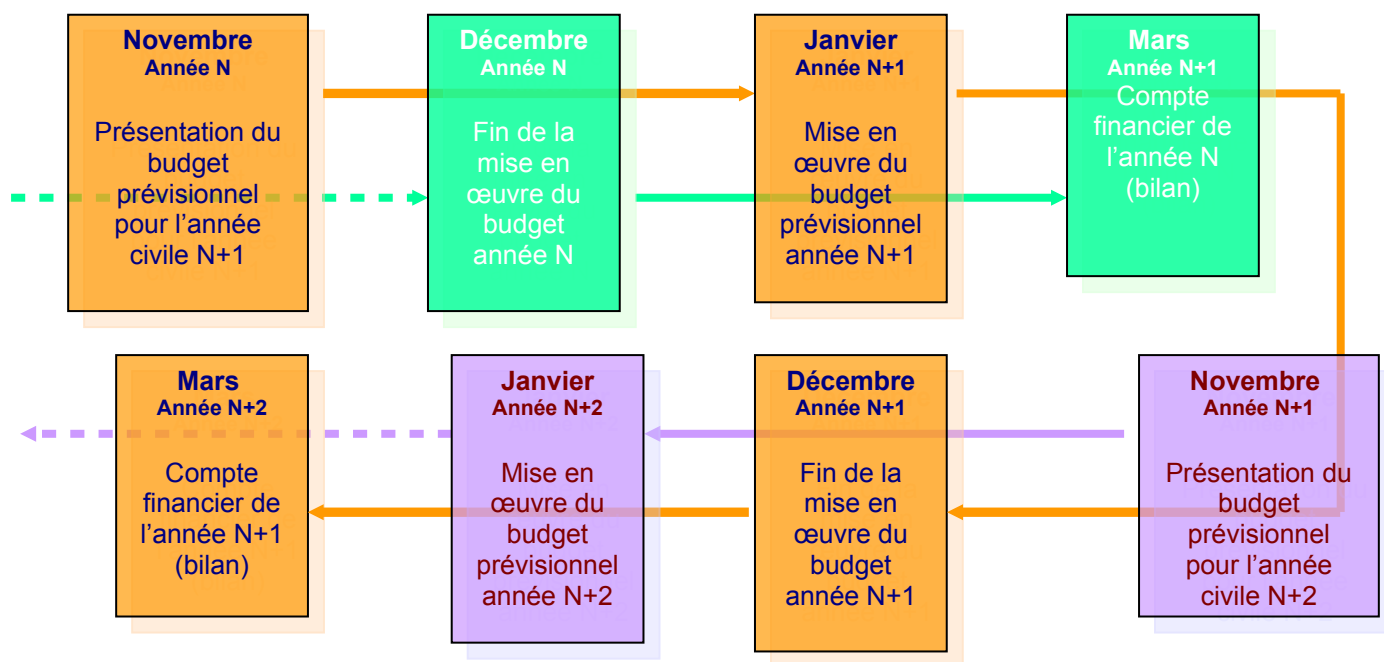 Novembre
Année N
Présentation du
budget
prévisionnel
pour l’année
civile N+1
Décembre
Année N
Fin de la
mise en
œuvre du
budget
année N
Janvier
Année N+1
Mise en
œuvre du
budget
prévisionnel
année N+1
Mars
Année N+1
Compte
financier de
l’année N
(bilan)
Mars
Année N+2
Compte
financier de
l’année N+1
(bilan)
Janvier
Année N+2
Mise en
œuvre du
budget
prévisionnel
année N+2
Décembre
Année N+1
Fin de la
mise en
œuvre du
budget
année N+1
Novembre
Année N+1
Présentation du
budget
prévisionnel
pour l’année
civile N+2